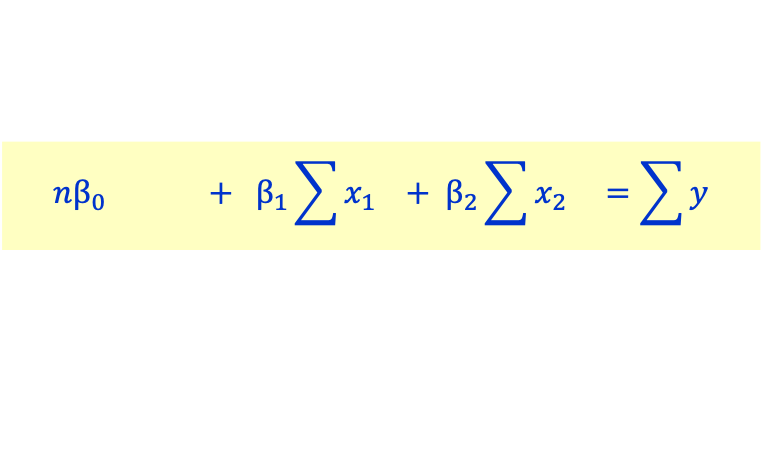 nβ₀ + β₁∑x₁ + β₂∑x₂ = ∑y